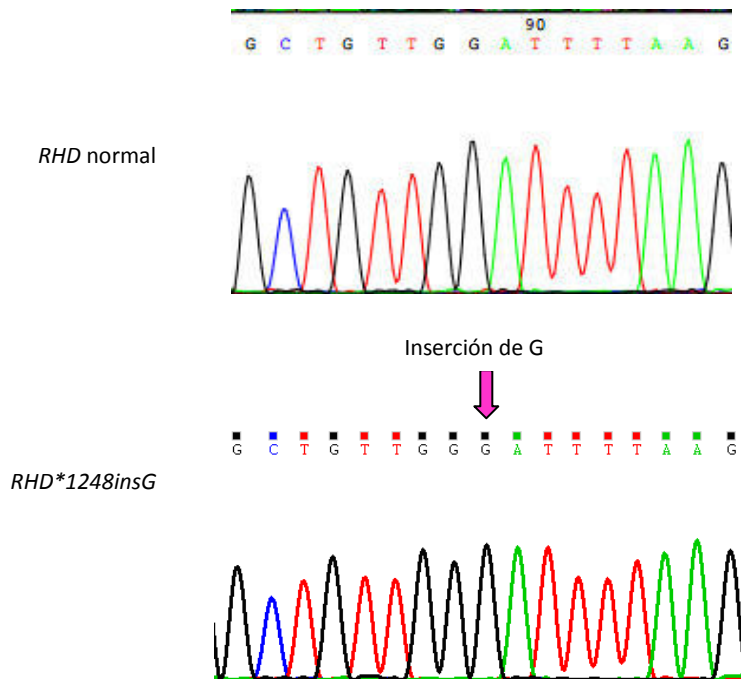 90
G C T G T T G G A T T T T A A G
RHD normal
Inserción de G
G C T G T T G G G A T T T T A A G
RHD*1248insG